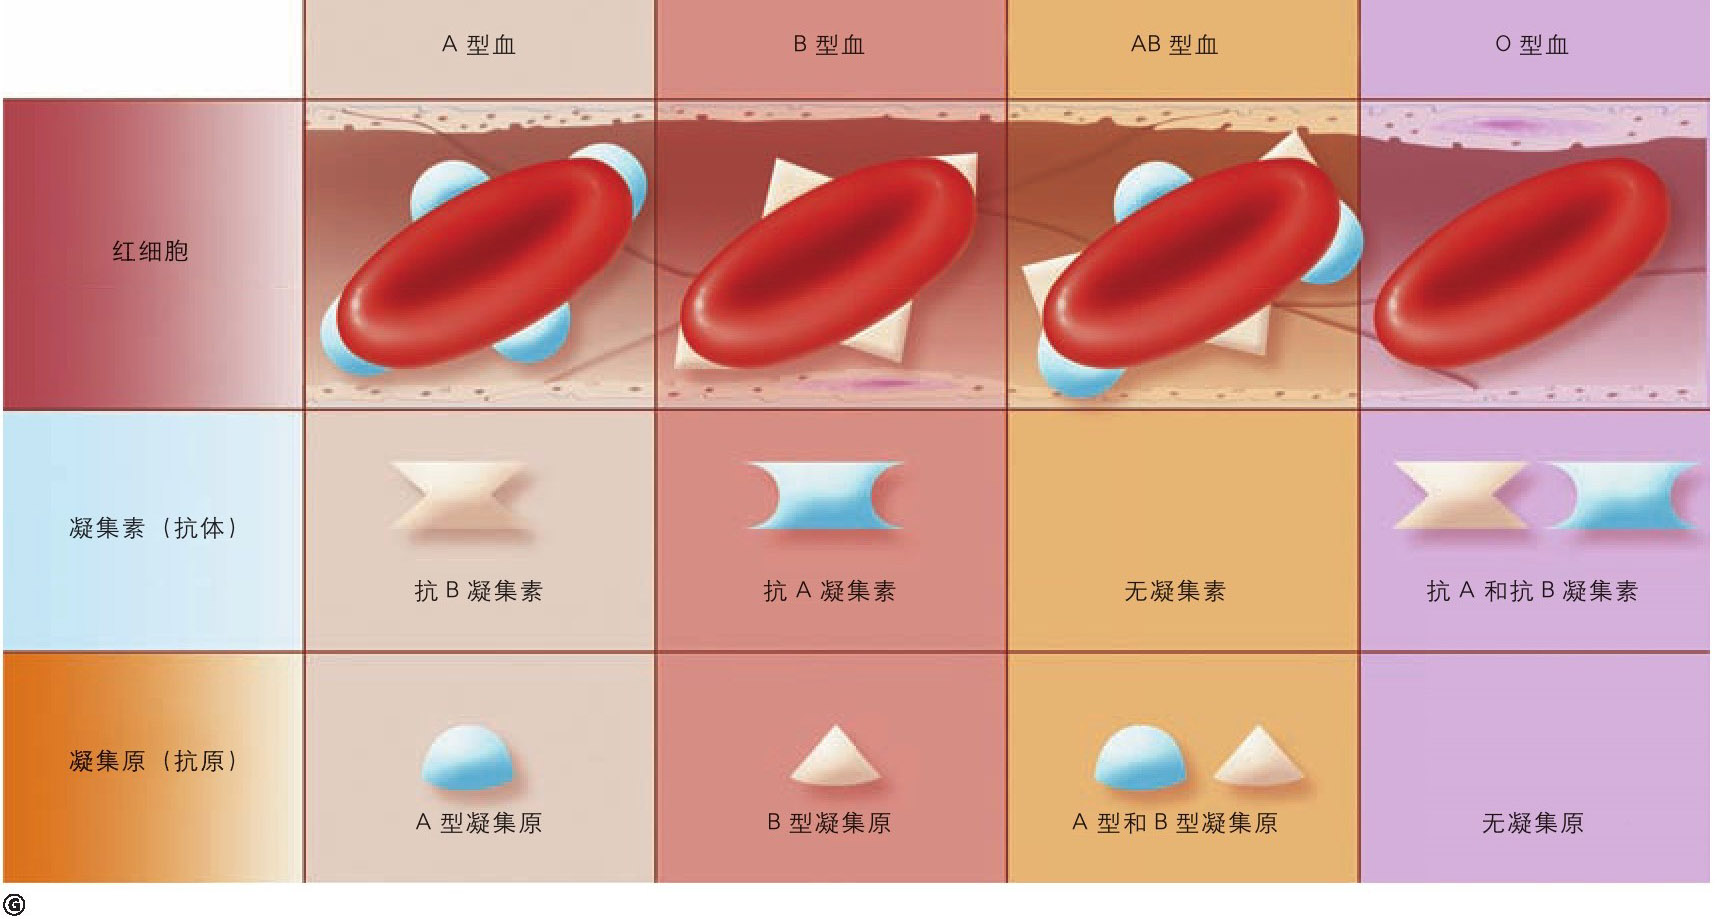 A 型血
B 型血
AB 型血
O 型血
红细胞
凝集素（抗体）
抗 B 凝集素
抗 A 凝集素
无凝集素
抗 A 和抗 B 凝集素
凝集原（抗原）
A 型凝集原
B 型凝集原
A 型和 B 型凝集原
无凝集原
G